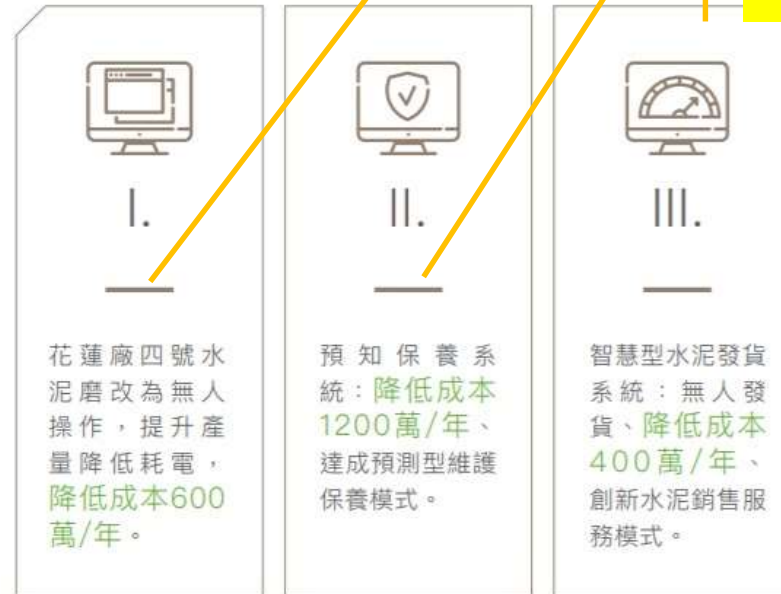 I.
花蓮廠四號水
泥磨改為無人
操作，提升產
量降低耗電，
降低成本600
萬/年。
II.
預知保養系
統：降低成本
1200萬/年、
達成預測型維護
保養模式。
III.
智慧型水泥發貨
系統：無人發
貨、降低成本
400萬/年、
創新水泥銷售服
務模式。